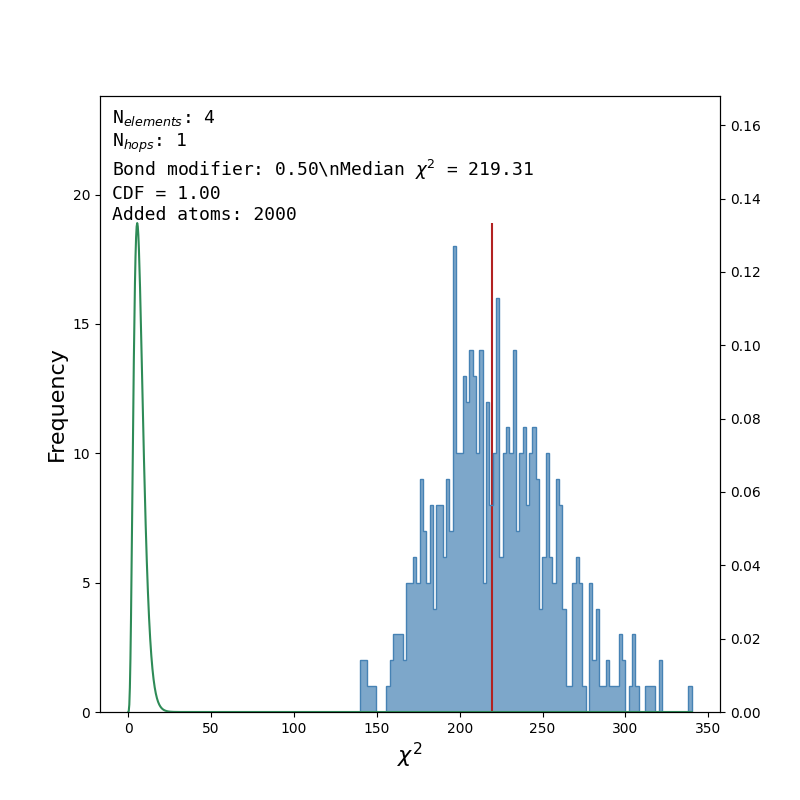 N_elements: 4
N_hops: 1
Bond modifier: 0.50\nMedian χ² = 219.31
CDF = 1.00
Added atoms: 2000
Frequency
20
15
10
5
0
0.16
0.14
0.12
0.10
0.08
0.06
0.04
0.02
0.00
0 50 100 150 200 250 300 350
χ²